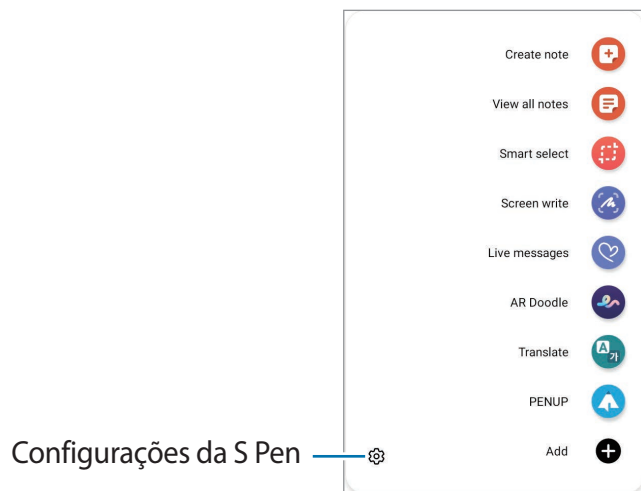 Create note
View all notes
Smart select
Screen write
Live messages
AR Doodle
Translate
A
가
PENUP
Configurações da S Pen
Add